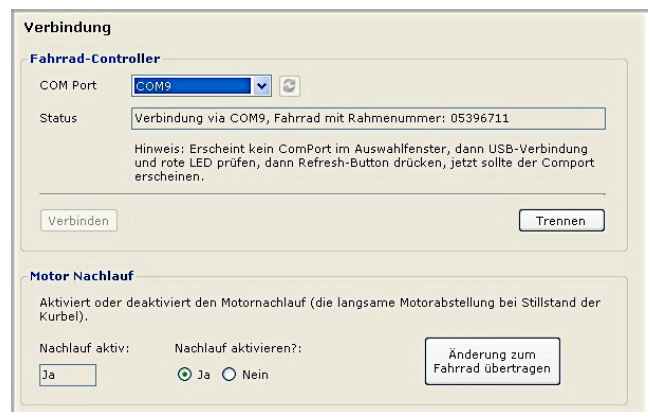 Verbindung
Fahrrad-Controller
COM Port
COM9
Status
Verbindung via COM9, Fahrrad mit Rahmenummer: 05396711
Hinweis: Erscheint kein ComPort im Auswahlfenster, dann USB-Verbindung
und rote LED prüfen, dann Refresh-Button drücken, jetzt sollte der Comport
erscheinen.
Verbinden
Trennen
Motor Nachlauf
Aktiviert oder deaktiviert den Motornachlauf (die langsame Motorabstellung bei Stillstand der
Kurbel).
Nachlauf aktiv:
Nachlauf aktivieren?:
Ja
Ja
Nein
Änderung zum
Fahrrad übertragen